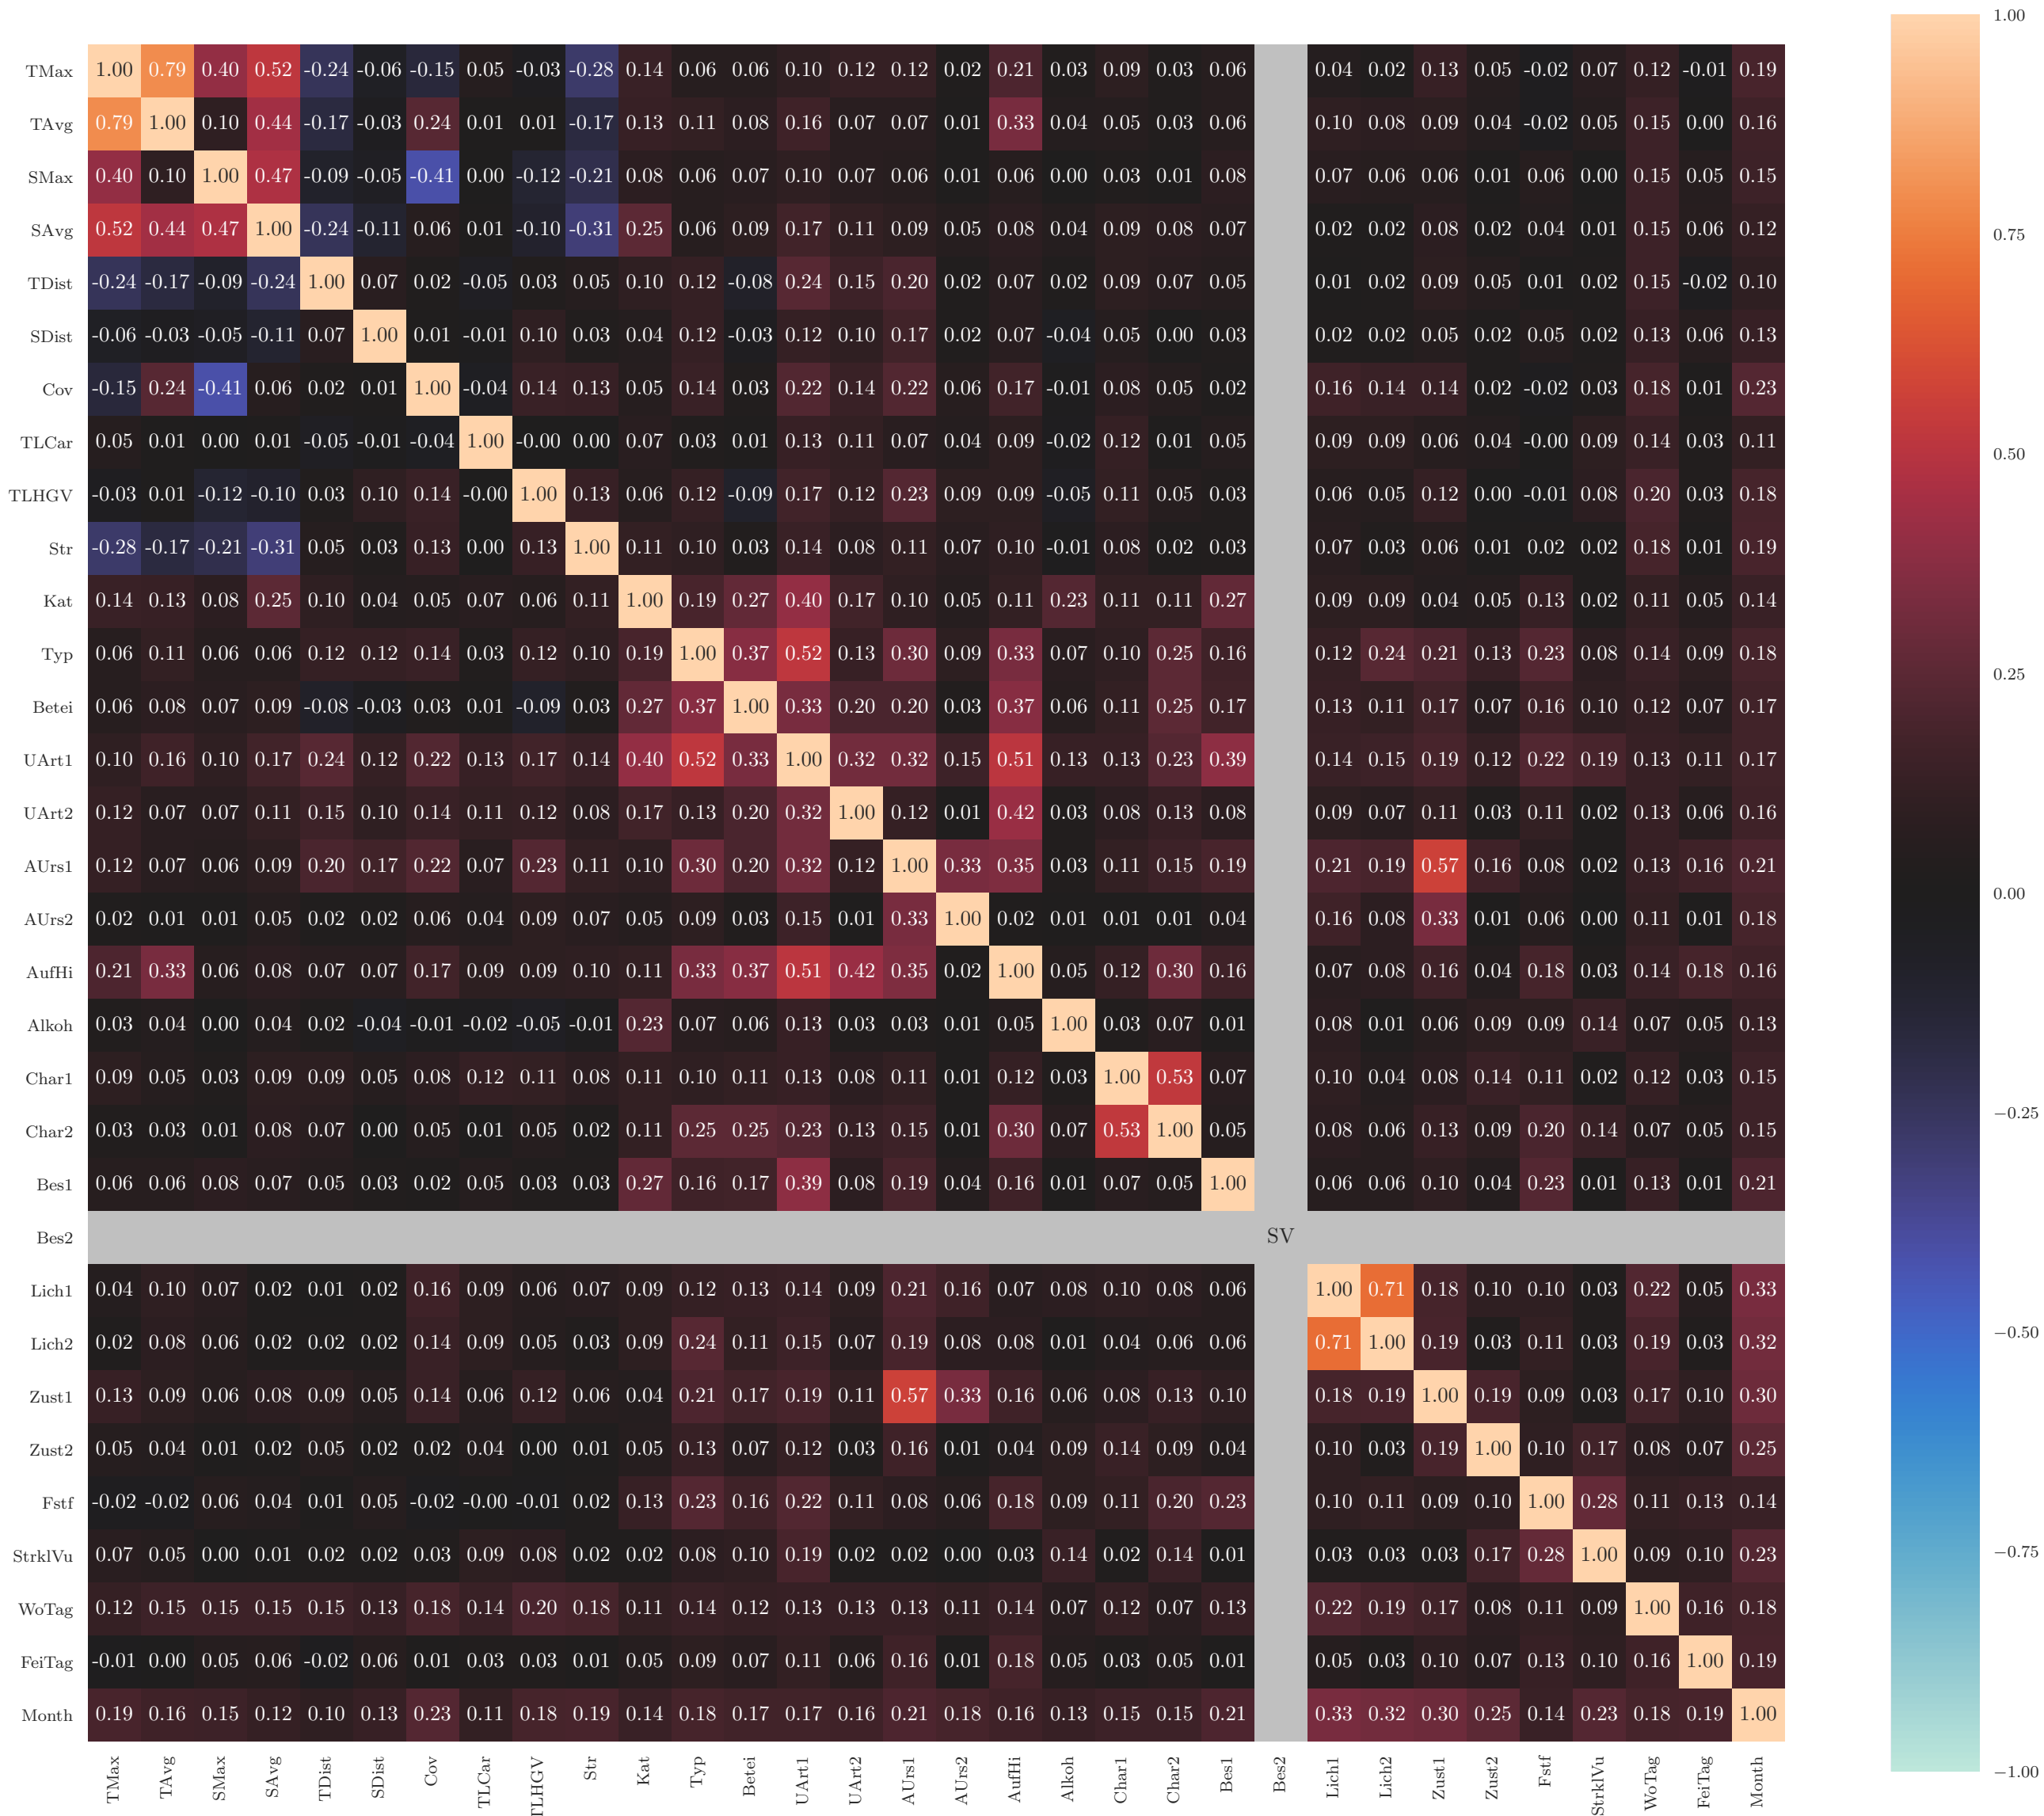 TMax 1.00 0.79 0.40 0.52 -0.24 -0.06 -0.15 0.05 -0.03 -0.28 0.14 0.06 0.06 0.10 0.12 0.12 0.02 0.21 0.03 0.09 0.03 0.06 0.04 0.02 0.13 0.05 -0.02 0.07 0.12 -0.01 0.19
TAvg 0.79 1.00 0.10 0.44 -0.17 -0.03 0.24 0.01 0.01 -0.17 0.13 0.11 0.08 0.16 0.07 0.07 0.01 0.33 0.04 0.05 0.03 0.06 0.10 0.08 0.09 0.04 -0.02 0.05 0.15 0.00 0.16
SMax 0.40 0.10 1.00 0.47 -0.09 -0.05 -0.41 0.00 -0.12 -0.21 0.08 0.06 0.07 0.10 0.07 0.06 0.01 0.06 0.00 0.03 0.01 0.08 0.07 0.06 0.06 0.01 0.06 0.00 0.15 0.05 0.15
SAvg 0.52 0.44 0.47 1.00 -0.24 -0.11 0.06 0.01 -0.10 -0.31 0.25 0.06 0.09 0.17 0.11 0.09 0.05 0.08 0.04 0.09 0.08 0.07 0.02 0.02 0.08 0.02 0.04 0.01 0.15 0.06 0.12
TDist -0.24 -0.17 -0.09 -0.24 1.00 0.07 0.02 -0.05 0.03 0.05 0.10 0.12 -0.08 0.24 0.15 0.20 0.02 0.07 0.02 0.09 0.07 0.05 0.01 0.02 0.09 0.05 0.01 0.02 0.15 -0.02 0.10
SDist -0.06 -0.03 -0.05 -0.11 0.07 1.00 0.01 -0.01 0.10 0.03 0.04 0.12 -0.03 0.12 0.10 0.17 0.02 0.07 -0.04 0.05 0.00 0.03 0.02 0.02 0.05 0.02 0.05 0.02 0.13 0.06 0.13
Cov -0.15 0.24 -0.41 0.06 0.02 0.01 1.00 -0.04 0.14 0.13 0.05 0.14 0.03 0.22 0.14 0.22 0.06 0.17 -0.01 0.08 0.05 0.02 0.16 0.14 0.14 0.02 -0.02 0.03 0.18 0.01 0.23
TLCar 0.05 0.01 0.00 0.01 -0.05 -0.01 -0.04 1.00 -0.00 0.00 0.07 0.03 0.01 0.13 0.11 0.07 0.04 0.09 -0.02 0.12 0.01 0.05 0.09 0.09 0.06 0.04 -0.00 0.09 0.14 0.03 0.11
TLHGV -0.03 0.01 -0.12 -0.10 0.03 0.10 0.14 -0.00 1.00 0.13 0.06 0.12 -0.09 0.17 0.12 0.23 0.09 0.09 -0.05 0.11 0.05 0.03 0.06 0.05 0.12 0.00 -0.01 0.08 0.20 0.03 0.18
Str -0.28 -0.17 -0.21 -0.31 0.05 0.03 0.13 0.00 0.13 1.00 0.11 0.10 0.03 0.14 0.08 0.11 0.07 0.10 -0.01 0.08 0.02 0.03 0.07 0.03 0.06 0.01 0.02 0.02 0.18 0.01 0.19
Kat 0.14 0.13 0.08 0.25 0.10 0.04 0.05 0.07 0.06 0.11 1.00 0.19 0.27 0.40 0.17 0.10 0.05 0.11 0.23 0.11 0.11 0.27 0.09 0.09 0.04 0.05 0.13 0.02 0.11 0.05 0.14
Typ 0.06 0.11 0.06 0.06 0.12 0.12 0.14 0.03 0.12 0.10 0.19 1.00 0.37 0.52 0.13 0.30 0.09 0.33 0.07 0.10 0.25 0.16 0.12 0.24 0.21 0.13 0.23 0.08 0.14 0.09 0.18
Betei 0.06 0.08 0.07 0.09 -0.08 -0.03 0.03 0.01 -0.09 0.03 0.27 0.37 1.00 0.33 0.20 0.20 0.03 0.37 0.06 0.11 0.25 0.17 0.13 0.11 0.17 0.07 0.16 0.10 0.12 0.07 0.17
UArt1 0.10 0.16 0.10 0.17 0.24 0.12 0.22 0.13 0.17 0.14 0.40 0.52 0.33 1.00 0.32 0.32 0.15 0.51 0.13 0.13 0.23 0.39 0.14 0.15 0.19 0.12 0.22 0.19 0.13 0.11 0.17
UArt2 0.12 0.07 0.07 0.11 0.15 0.10 0.14 0.11 0.12 0.08 0.17 0.13 0.20 0.32 1.00 0.12 0.01 0.42 0.03 0.08 0.13 0.08 0.09 0.07 0.11 0.03 0.11 0.02 0.13 0.06 0.16
AUrs1 0.12 0.07 0.06 0.09 0.20 0.17 0.22 0.07 0.23 0.11 0.10 0.30 0.20 0.32 0.12 1.00 0.33 0.35 0.03 0.11 0.15 0.19 0.21 0.19 0.57 0.16 0.08 0.02 0.13 0.16 0.21
AUrs2 0.02 0.01 0.01 0.05 0.02 0.02 0.06 0.04 0.09 0.07 0.05 0.09 0.03 0.15 0.01 0.33 1.00 0.02 0.01 0.01 0.01 0.04 0.16 0.08 0.33 0.01 0.06 0.00 0.11 0.01 0.18
AufHi 0.21 0.33 0.06 0.08 0.07 0.07 0.17 0.09 0.09 0.10 0.11 0.33 0.37 0.51 0.42 0.35 0.02 1.00 0.05 0.12 0.30 0.16 0.07 0.08 0.16 0.04 0.18 0.03 0.14 0.18 0.16
Alkoh 0.03 0.04 0.00 0.04 0.02 -0.04 -0.01 -0.02 -0.05 -0.01 0.23 0.07 0.06 0.13 0.03 0.03 0.01 0.05 1.00 0.03 0.07 0.01 0.08 0.01 0.06 0.09 0.09 0.14 0.07 0.05 0.13
Char1 0.09 0.05 0.03 0.09 0.09 0.05 0.08 0.12 0.11 0.08 0.11 0.10 0.11 0.13 0.08 0.11 0.01 0.12 0.03 1.00 0.53 0.07 0.10 0.04 0.08 0.14 0.11 0.02 0.12 0.03 0.15
Char2 0.03 0.03 0.01 0.08 0.07 0.00 0.05 0.01 0.05 0.02 0.11 0.25 0.25 0.23 0.13 0.15 0.01 0.30 0.07 0.53 1.00 0.05 0.08 0.06 0.13 0.09 0.20 0.14 0.07 0.05 0.15
Bes1 0.06 0.06 0.08 0.07 0.05 0.03 0.02 0.05 0.03 0.03 0.27 0.16 0.17 0.39 0.08 0.19 0.04 0.16 0.01 0.07 0.05 1.00 0.06 0.06 0.10 0.04 0.23 0.01 0.13 0.01 0.21
Bes2 SV
Lich1 0.04 0.10 0.07 0.02 0.01 0.02 0.16 0.09 0.06 0.07 0.09 0.12 0.13 0.14 0.09 0.21 0.16 0.07 0.08 0.10 0.08 0.06 1.00 0.71 0.18 0.10 0.10 0.03 0.22 0.05 0.33
Lich2 0.02 0.08 0.06 0.02 0.02 0.02 0.14 0.09 0.05 0.03 0.09 0.24 0.11 0.15 0.07 0.19 0.08 0.08 0.01 0.04 0.06 0.06 0.71 1.00 0.19 0.03 0.11 0.03 0.19 0.03 0.32
Zust1 0.13 0.09 0.06 0.08 0.09 0.05 0.14 0.06 0.12 0.06 0.04 0.21 0.17 0.19 0.11 0.57 0.33 0.16 0.06 0.08 0.13 0.10 0.18 0.19 1.00 0.19 0.09 0.03 0.17 0.10 0.30
Zust2 0.05 0.04 0.01 0.02 0.05 0.02 0.02 0.04 0.00 0.01 0.05 0.13 0.07 0.12 0.03 0.16 0.01 0.04 0.09 0.14 0.09 0.04 0.10 0.03 0.19 1.00 0.10 0.17 0.08 0.07 0.25
Fstf -0.02 -0.02 0.06 0.04 0.01 0.05 -0.02 -0.00 -0.01 0.02 0.13 0.23 0.16 0.22 0.11 0.08 0.06 0.18 0.09 0.11 0.20 0.23 0.10 0.11 0.09 0.10 1.00 0.28 0.11 0.13 0.14
StrklVu 0.07 0.05 0.00 0.01 0.02 0.02 0.03 0.09 0.08 0.02 0.02 0.08 0.10 0.19 0.02 0.02 0.00 0.03 0.14 0.02 0.14 0.01 0.03 0.03 0.03 0.17 0.28 1.00 0.09 0.10 0.23
WoTag 0.12 0.15 0.15 0.15 0.15 0.13 0.18 0.14 0.20 0.18 0.11 0.14 0.12 0.13 0.13 0.13 0.11 0.14 0.07 0.12 0.07 0.13 0.22 0.19 0.17 0.08 0.11 0.09 1.00 0.16 0.18
FeiTag -0.01 0.00 0.05 0.06 -0.02 0.06 0.01 0.03 0.03 0.01 0.05 0.09 0.07 0.11 0.06 0.16 0.01 0.18 0.05 0.03 0.05 0.01 0.05 0.03 0.10 0.07 0.13 0.10 0.16 1.00 0.19
Month 0.19 0.16 0.15 0.12 0.10 0.13 0.23 0.11 0.18 0.19 0.14 0.18 0.17 0.17 0.16 0.21 0.18 0.16 0.13 0.15 0.15 0.21 0.33 0.32 0.30 0.25 0.14 0.23 0.18 0.19 1.00
TMax TAvg SMax SAvg TDist SDist Cov TLCar TLHGV Str Kat Typ Betei UArt1 UArt2 AUrs1 AUrs2 AufHi Alkoh Char1 Char2 Bes1 Bes2 Lich1 Lich2 Zust1 Zust2 Fstf StrklVu WoTag FeiTag Month
1.00
0.75
0.50
0.25
0.00
−0.25
−0.50
−0.75
−1.00